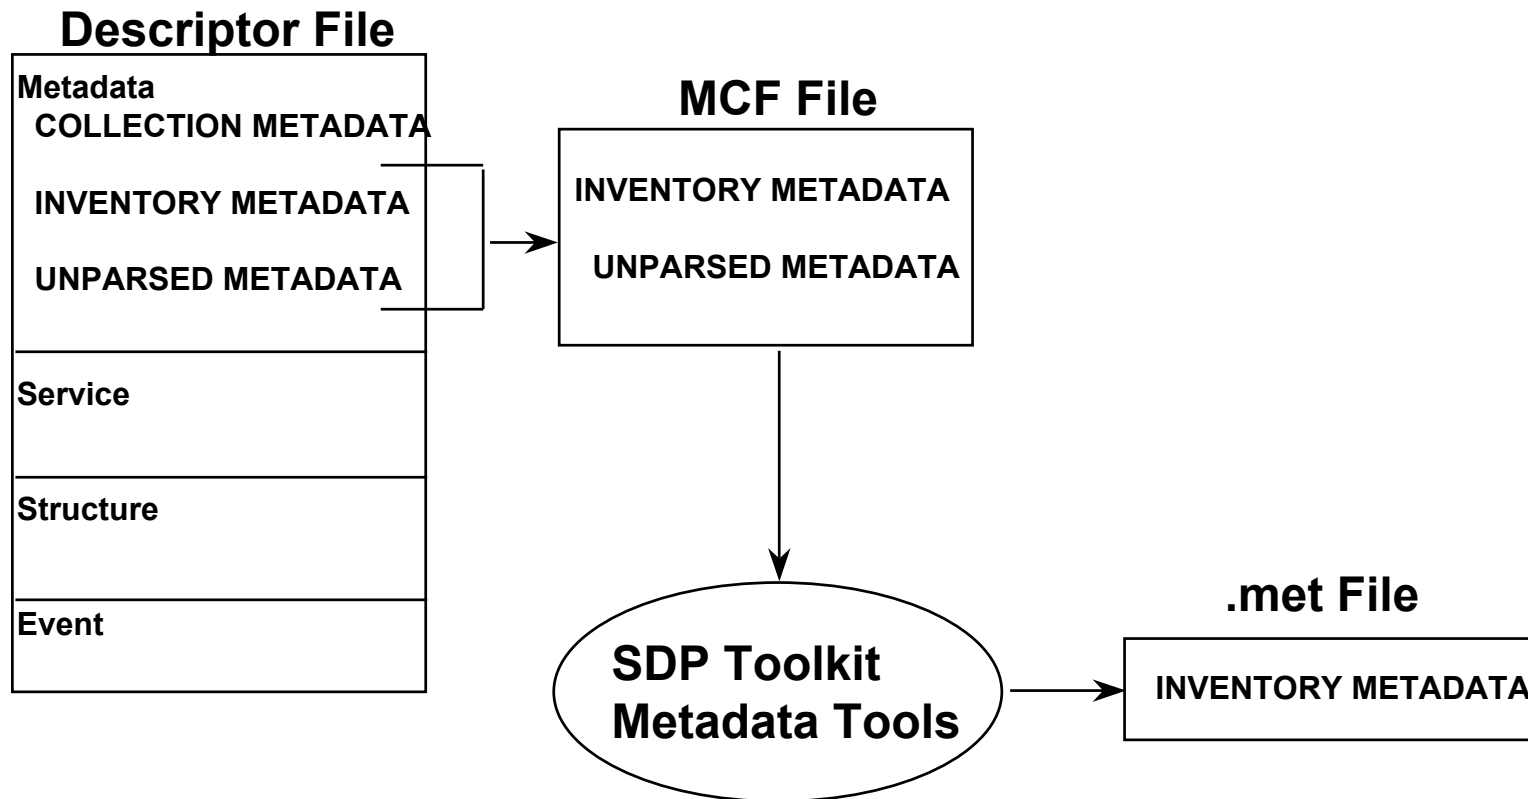 Descriptor File
Metadata
COLLECTION METADATA
INVENTORY METADATA
UNPARSED METADATA
Service
Structure
Event
MCF File
INVENTORY METADATA
UNPARSED METADATA
SDP Toolkit
Metadata Tools
.met File
INVENTORY METADATA